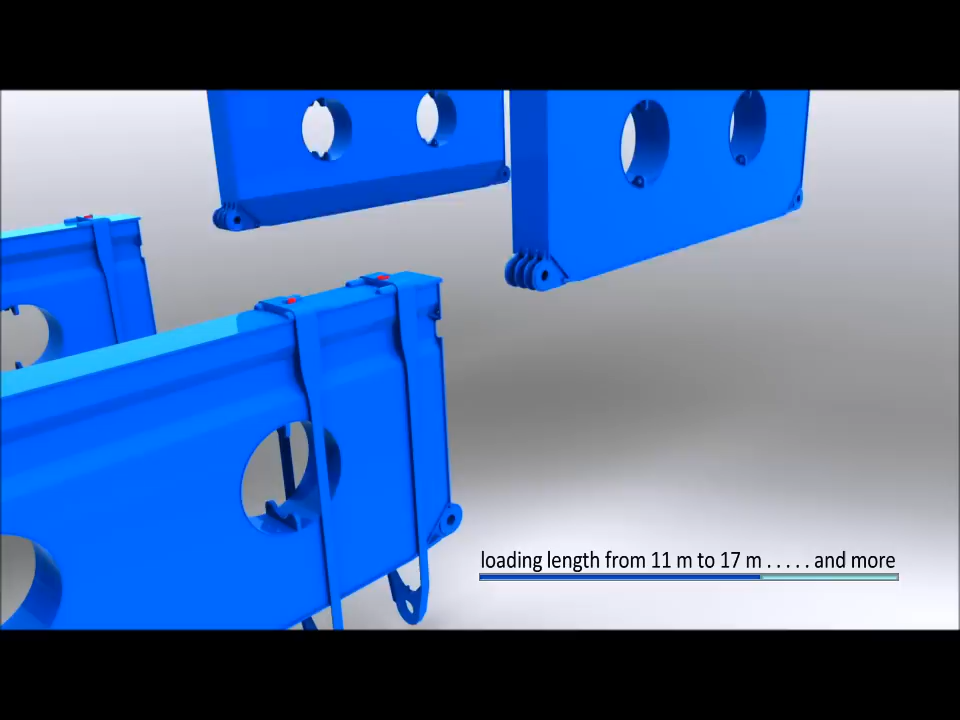 loading length from 11 m to 17 m . . . . . and more